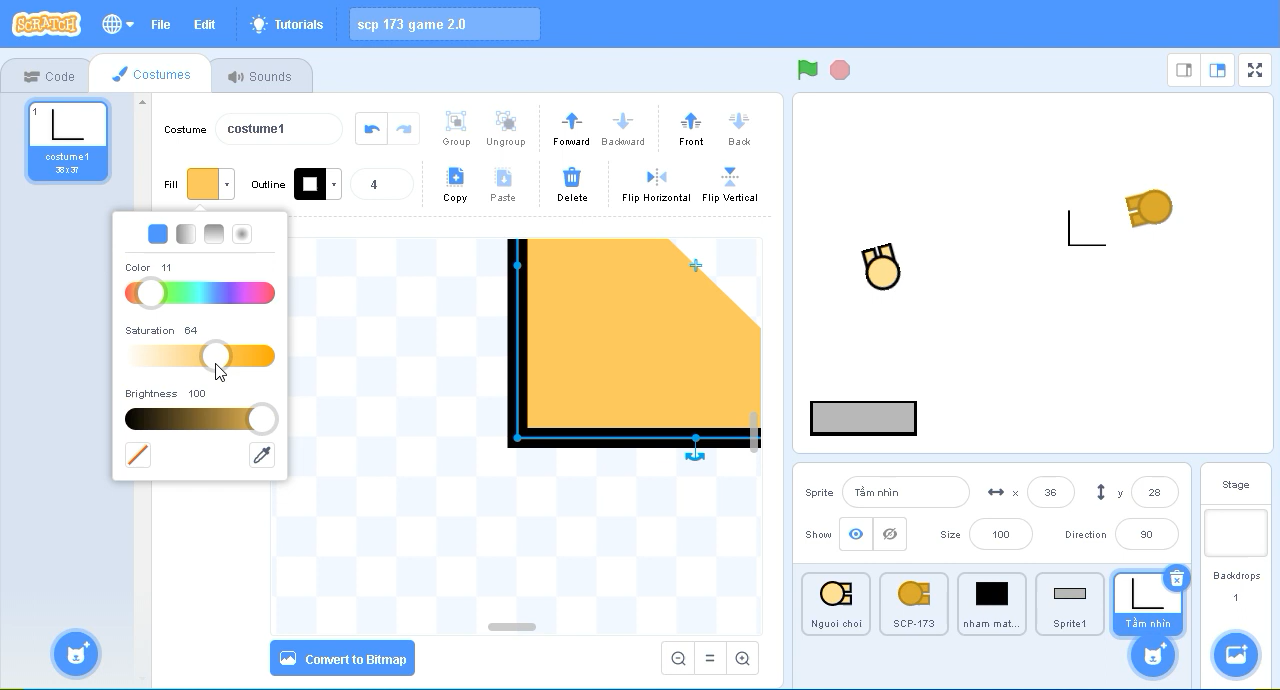 SCRATCH
File
Edit
Tutorials
scp 173 game 2.0
Code
Costumes
Sounds
1
costume1
38x37
Costume
costume1
Group
Ungroup
Forward
Backward
Front
Back
Fill
Outline
4
Copy
Paste
Delete
Flip Horizontal
Flip Vertical
Color 11
Saturation 64
Brightness 100
Convert to Bitmap
Sprite
Tầm nhìn
x
36
y
28
Show
Size
100
Direction
90
Nguoi choi
SCP-173
nham mat...
Sprite1
Tầm nhìn
Stage
Backdrops
1